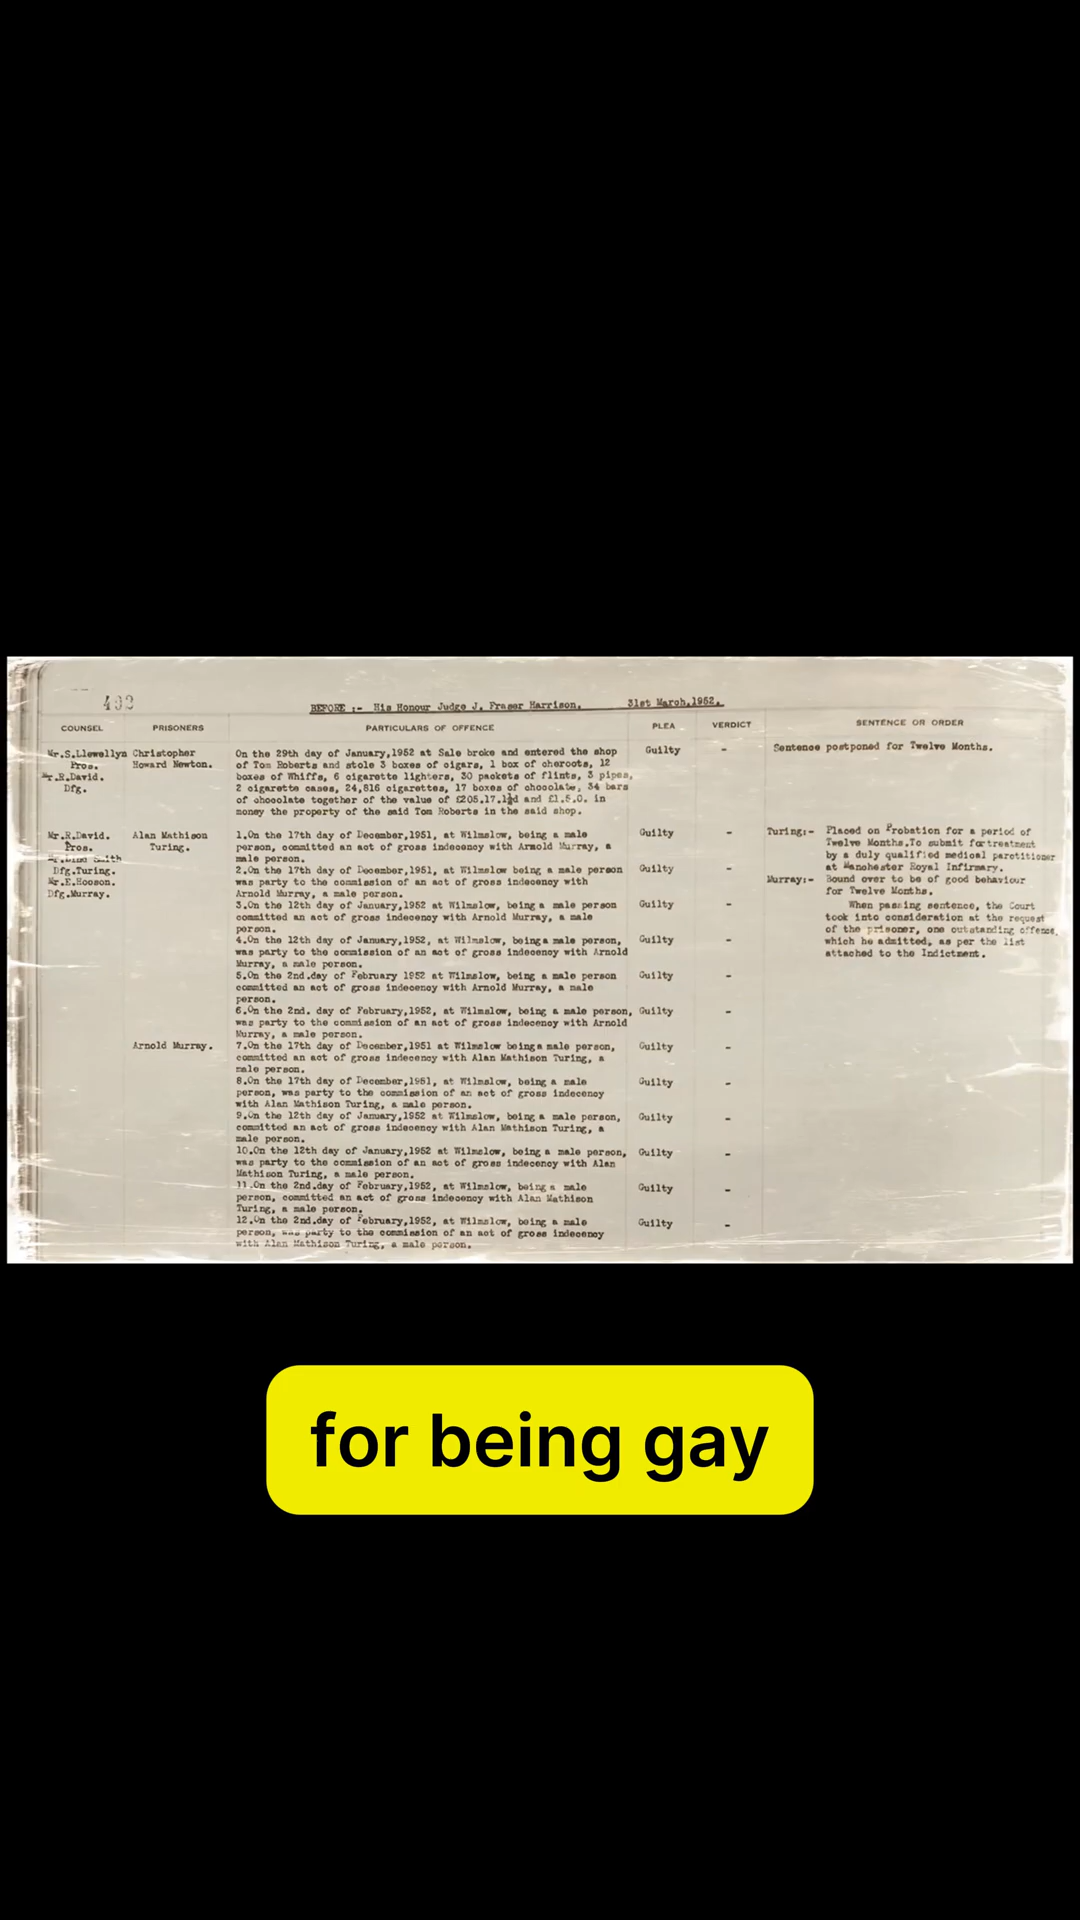 402
BEFORE :- His Honour Judge J. Fraser Harrison. 31st March,1952.
COUNSEL PRISONERS PARTICULARS OF OFFENCE PLEA VERDICT SENTENCE OR ORDER
Mr.S.Llewellyn
Pros.
Mr.R.David.
Dfg.
Christopher
Howard Newton.
On the 29th day of January,1952 at Sale broke and entered the shop
of Tom Roberts and stole 3 boxes of cigars, 1 box of cheroots, 12
boxes of Whiffs, 6 cigarette lighters, 30 packets of flints, 3 pipes,
2 cigarette cases, 24,816 cigarettes, 17 boxes of chocolate, 34 bars
of chocolate together of the value of £205.17.1½d and £1.5.0. in
money the property of the said Tom Roberts in the said shop.
Guilty -
Sentence postponed for Twelve Months.
Mr.R.David.
Pros.
Smith
Dfg.Turing.
Mr.E.Hooson.
Dfg.Murray.
Alan Mathison
Turing.
1.On the 17th day of December,1951, at Wilmslow, being a male
person, committed an act of gross indecency with Arnold Murray, a
male person.
Guilty -
2.On the 17th day of December,1951, at Wilmslow being a male person
was party to the commission of an act of gross indecency with
Arnold Murray, a male person.
Guilty -
3.On the 12th day of January,1952 at Wilmslow, being a male person
committed an act of gross indecency with Arnold Murray, a male
person.
Guilty -
4.On the 12th day of January,1952, at Wilmslow, beinga male person,
was party to the commission of an act of gross indecency with Arnold
Murray, a male person.
Guilty -
5.On the 2nd.day of February 1952 at Wilmslow, being a male person
committed an act of gross indecency with Arnold Murray, a male
person.
Guilty -
6.On the 2nd. day of February,1952, at Wilmslow, being a male person,
was party to the commission of an act of gross indecency with Arnold
Murray, a male person.
Guilty -
Turing:- Placed on Probation for a period of
Twelve Months.To submit for treatment
by a duly qualified medical parctitioner
at Manchester Royal Infirmary.
Murray:- Bound over to be of good behaviour
for Twelve Months.
When passing sentence, the Court
took into consideration at the request
of the prisoner, one outstanding offence,
which he admitted, as per the list
attached to the Indictment.
Arnold Murray.
7.On the 17th day of December,1951 at Wilmslow beinga male person,
committed an act of gross indecency with Alan Mathison Turing, a
male person.
Guilty -
8.On the 17th day of December,1951, at Wilmslow, being a male
person, was party to the commission of an act of gross indecency
with Alan Mathison Turing, a male person.
Guilty -
9.On the 12th day of January,1952 at Wilmslow, being a male person,
committed an act of gross indecency with Alan Mathison Turing, a
male person.
Guilty -
10.On the 12th day of January,1952 at Wilmslow, being a male person,
was party to the commission of an act of gross indecency with Alan
Mathison Turing, a male person.
Guilty -
11.On the 2nd.day of February,1952, at Wilmslow, being a male
person, committed an act of gross indecency with Alan Mathison
Turing, a male person.
Guilty -
12.On the 2nd.day of February,1952, at Wilmslow, being a male
person, was party to the commission of an act of gross indecency
with Alan Mathison Turing, a male person.
Guilty -
for being gay